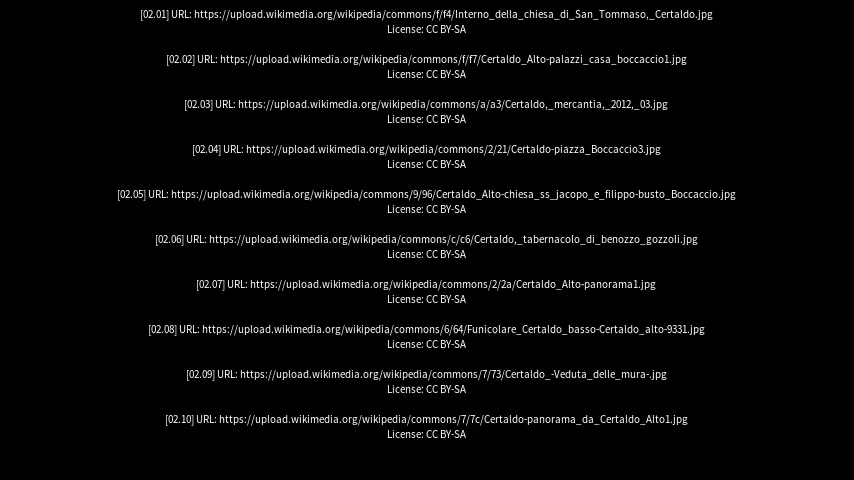 [02.01] URL: https://upload.wikimedia.org/wikipedia/commons/f/f4/Interno_della_chiesa_di_San_Tommaso,_Certaldo.jpg
License: CC BY-SA
[02.02] URL: https://upload.wikimedia.org/wikipedia/commons/f/f7/Certaldo_Alto-palazzi_casa_boccaccio1.jpg
License: CC BY-SA
[02.03] URL: https://upload.wikimedia.org/wikipedia/commons/a/a3/Certaldo,_mercantia,_2012,_03.jpg
License: CC BY-SA
[02.04] URL: https://upload.wikimedia.org/wikipedia/commons/2/21/Certaldo-piazza_Boccaccio3.jpg
License: CC BY-SA
[02.05] URL: https://upload.wikimedia.org/wikipedia/commons/9/96/Certaldo_Alto-chiesa_ss_jacopo_e_filippo-busto_Boccaccio.jpg
License: CC BY-SA
[02.06] URL: https://upload.wikimedia.org/wikipedia/commons/c/c6/Certaldo,_tabernacolo_di_benozzo_gozzoli.jpg
License: CC BY-SA
[02.07] URL: https://upload.wikimedia.org/wikipedia/commons/2/2a/Certaldo_Alto-panorama1.jpg
License: CC BY-SA
[02.08] URL: https://upload.wikimedia.org/wikipedia/commons/6/64/Funicolare_Certaldo_basso-Certaldo_alto-9331.jpg
License: CC BY-SA
[02.09] URL: https://upload.wikimedia.org/wikipedia/commons/7/73/Certaldo_-Veduta_delle_mura-.jpg
License: CC BY-SA
[02.10] URL: https://upload.wikimedia.org/wikipedia/commons/7/7c/Certaldo-panorama_da_Certaldo_Alto1.jpg
License: CC BY-SA